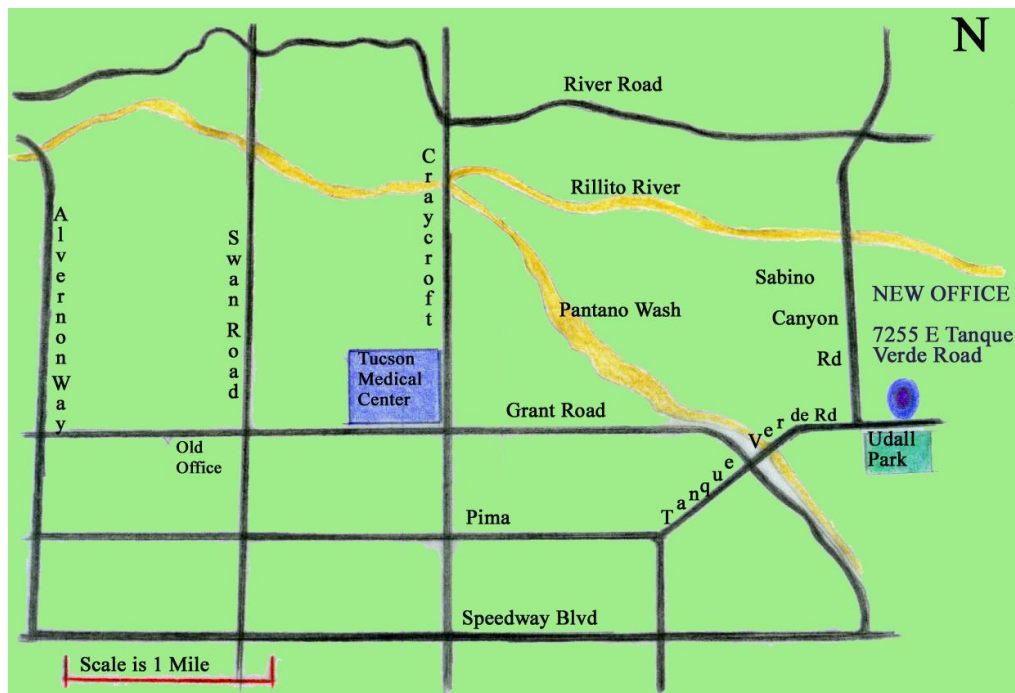 N
River Road
Craycroft
Rillito River
Alvernon Way
Swan Road
Sabino
Canyon
Rd
NEW OFFICE
7255 E Tanque
Verde Road
Pantano Wash
Tucson
Medical
Center
Grant Road
Tanque Verde Rd
Udall
Park
Old
Office
Pima
Speedway Blvd
Scale is 1 Mile